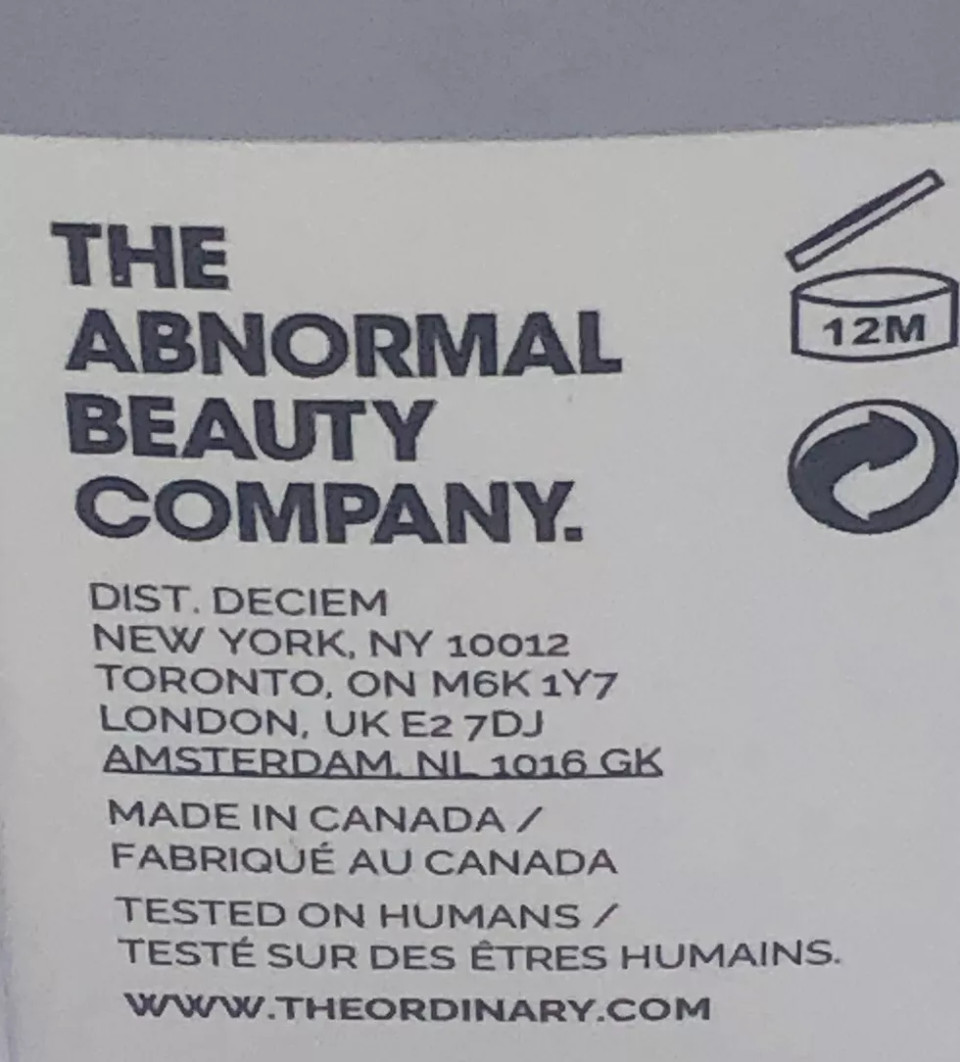 THE
ABNORMAL
BEAUTY
COMPANY.
12M
DIST. DECIEM
NEW YORK, NY 10012
TORONTO, ON M6K 1Y7
LONDON, UK E2 7DJ
AMSTERDAM, NL 1016 GK
MADE IN CANADA /
FABRIQUÉ AU CANADA
TESTED ON HUMANS /
TESTÉ SUR DES ÊTRES HUMAINS.
WWW.THEORDINARY.COM